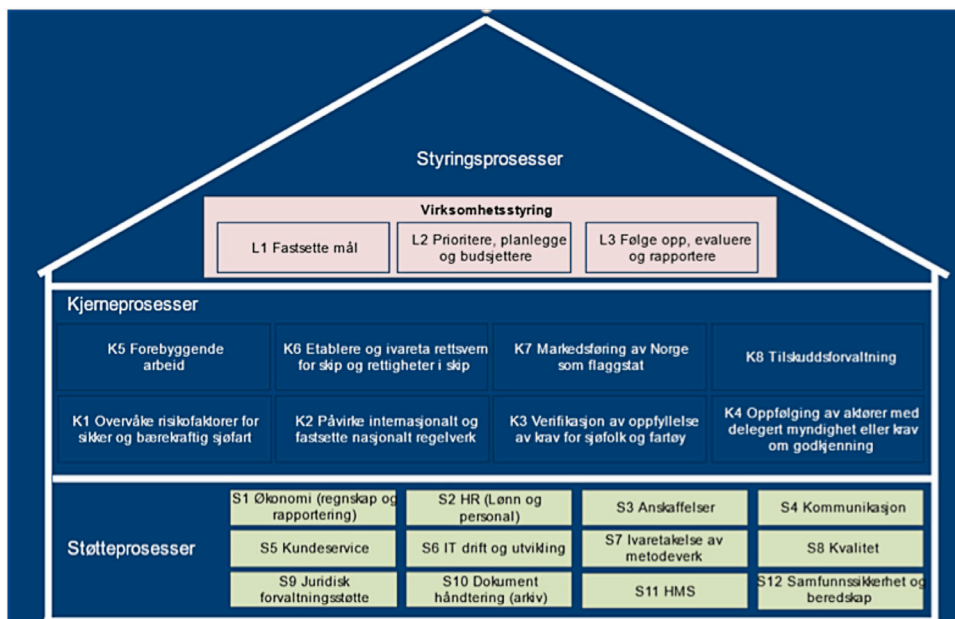 Styringsprosesser
Virksomhetsstyring
L1 Fastsette mål
L2 Prioritere, planlegge
og budsjettere
L3 Følge opp, evaluere
og rapportere
Kjerneprosesser
K5 Forebyggende
arbeid
K6 Etablere og ivareta rettsvern
for skip og rettigheter i skip
K7 Markedsføring av Norge
som flaggstat
K8 Tilskuddsforvaltning
K1 Overvåke risikofaktorer for
sikker og bærekraftig sjøfart
K2 Påvirke internasjonalt og
fastsette nasjonalt regelverk
K3 Verifikasjon av oppfyllelse
av krav for sjøfolk og fartøy
K4 Oppfølging av aktører med
delegert myndighet eller krav
om godkjenning
Støtteprosesser
S1 Økonomi (regnskap og
rapportering)
S2 HR (Lønn og
personal)
S3 Anskaffelser
S4 Kommunikasjon
S5 Kundeservice
S6 IT drift og utvikling
S7 Ivaretakelse av
metodeverk
S8 Kvalitet
S9 Juridisk
forvaltningsstøtte
S10 Dokument
håndtering (arkiv)
S11 HMS
S12 Samfunnssikkerhet og
beredskap